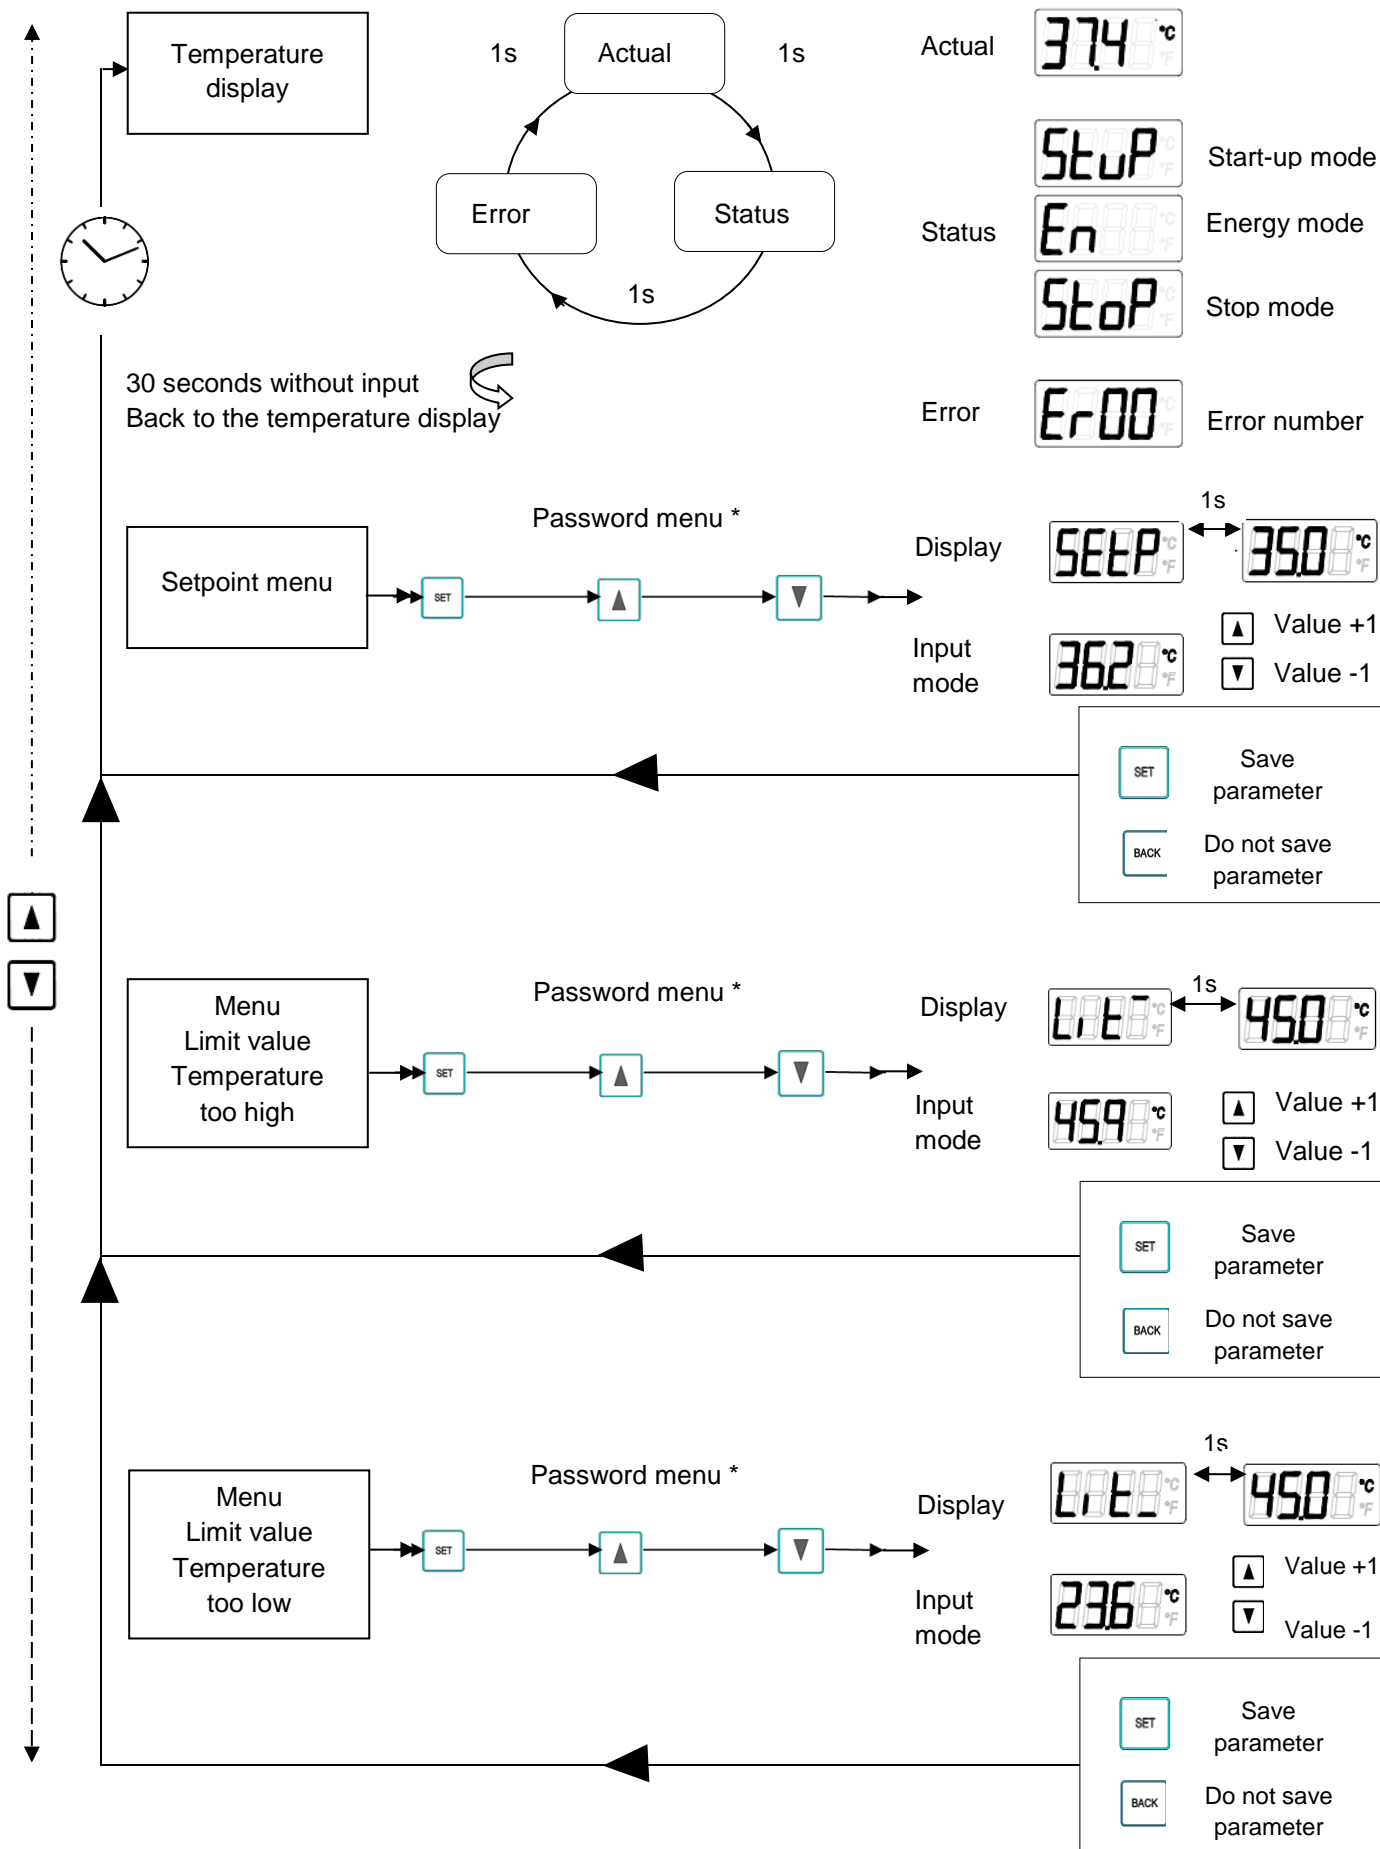 Temperature
display
1s
Actual
1s
Error
Status
1s
Actual
37.4 °C
°F
StuP °C
°F
Start-up mode
Status
En °C
°F
Energy mode
StoP °C
°F
Stop mode
30 seconds without input
Back to the temperature display
Error
Er00 °C
°F
Error number
Setpoint menu
Password menu *
SET
Display
SEtP °C
°F
1s
35.0 °C
°F
Input
mode
36.2 °C
°F
Value +1
Value -1
SET
Save
parameter
BACK
Do not save
parameter
Menu
Limit value
Temperature
too high
Password menu *
SET
Display
Lit¯ °C
°F
1s
45.0 °C
°F
Input
mode
45.9 °C
°F
Value +1
Value -1
SET
Save
parameter
BACK
Do not save
parameter
Menu
Limit value
Temperature
too low
Password menu *
SET
Display
Lit_ °C
°F
1s
45.0 °C
°F
Input
mode
23.6 °C
°F
Value +1
Value -1
SET
Save
parameter
BACK
Do not save
parameter